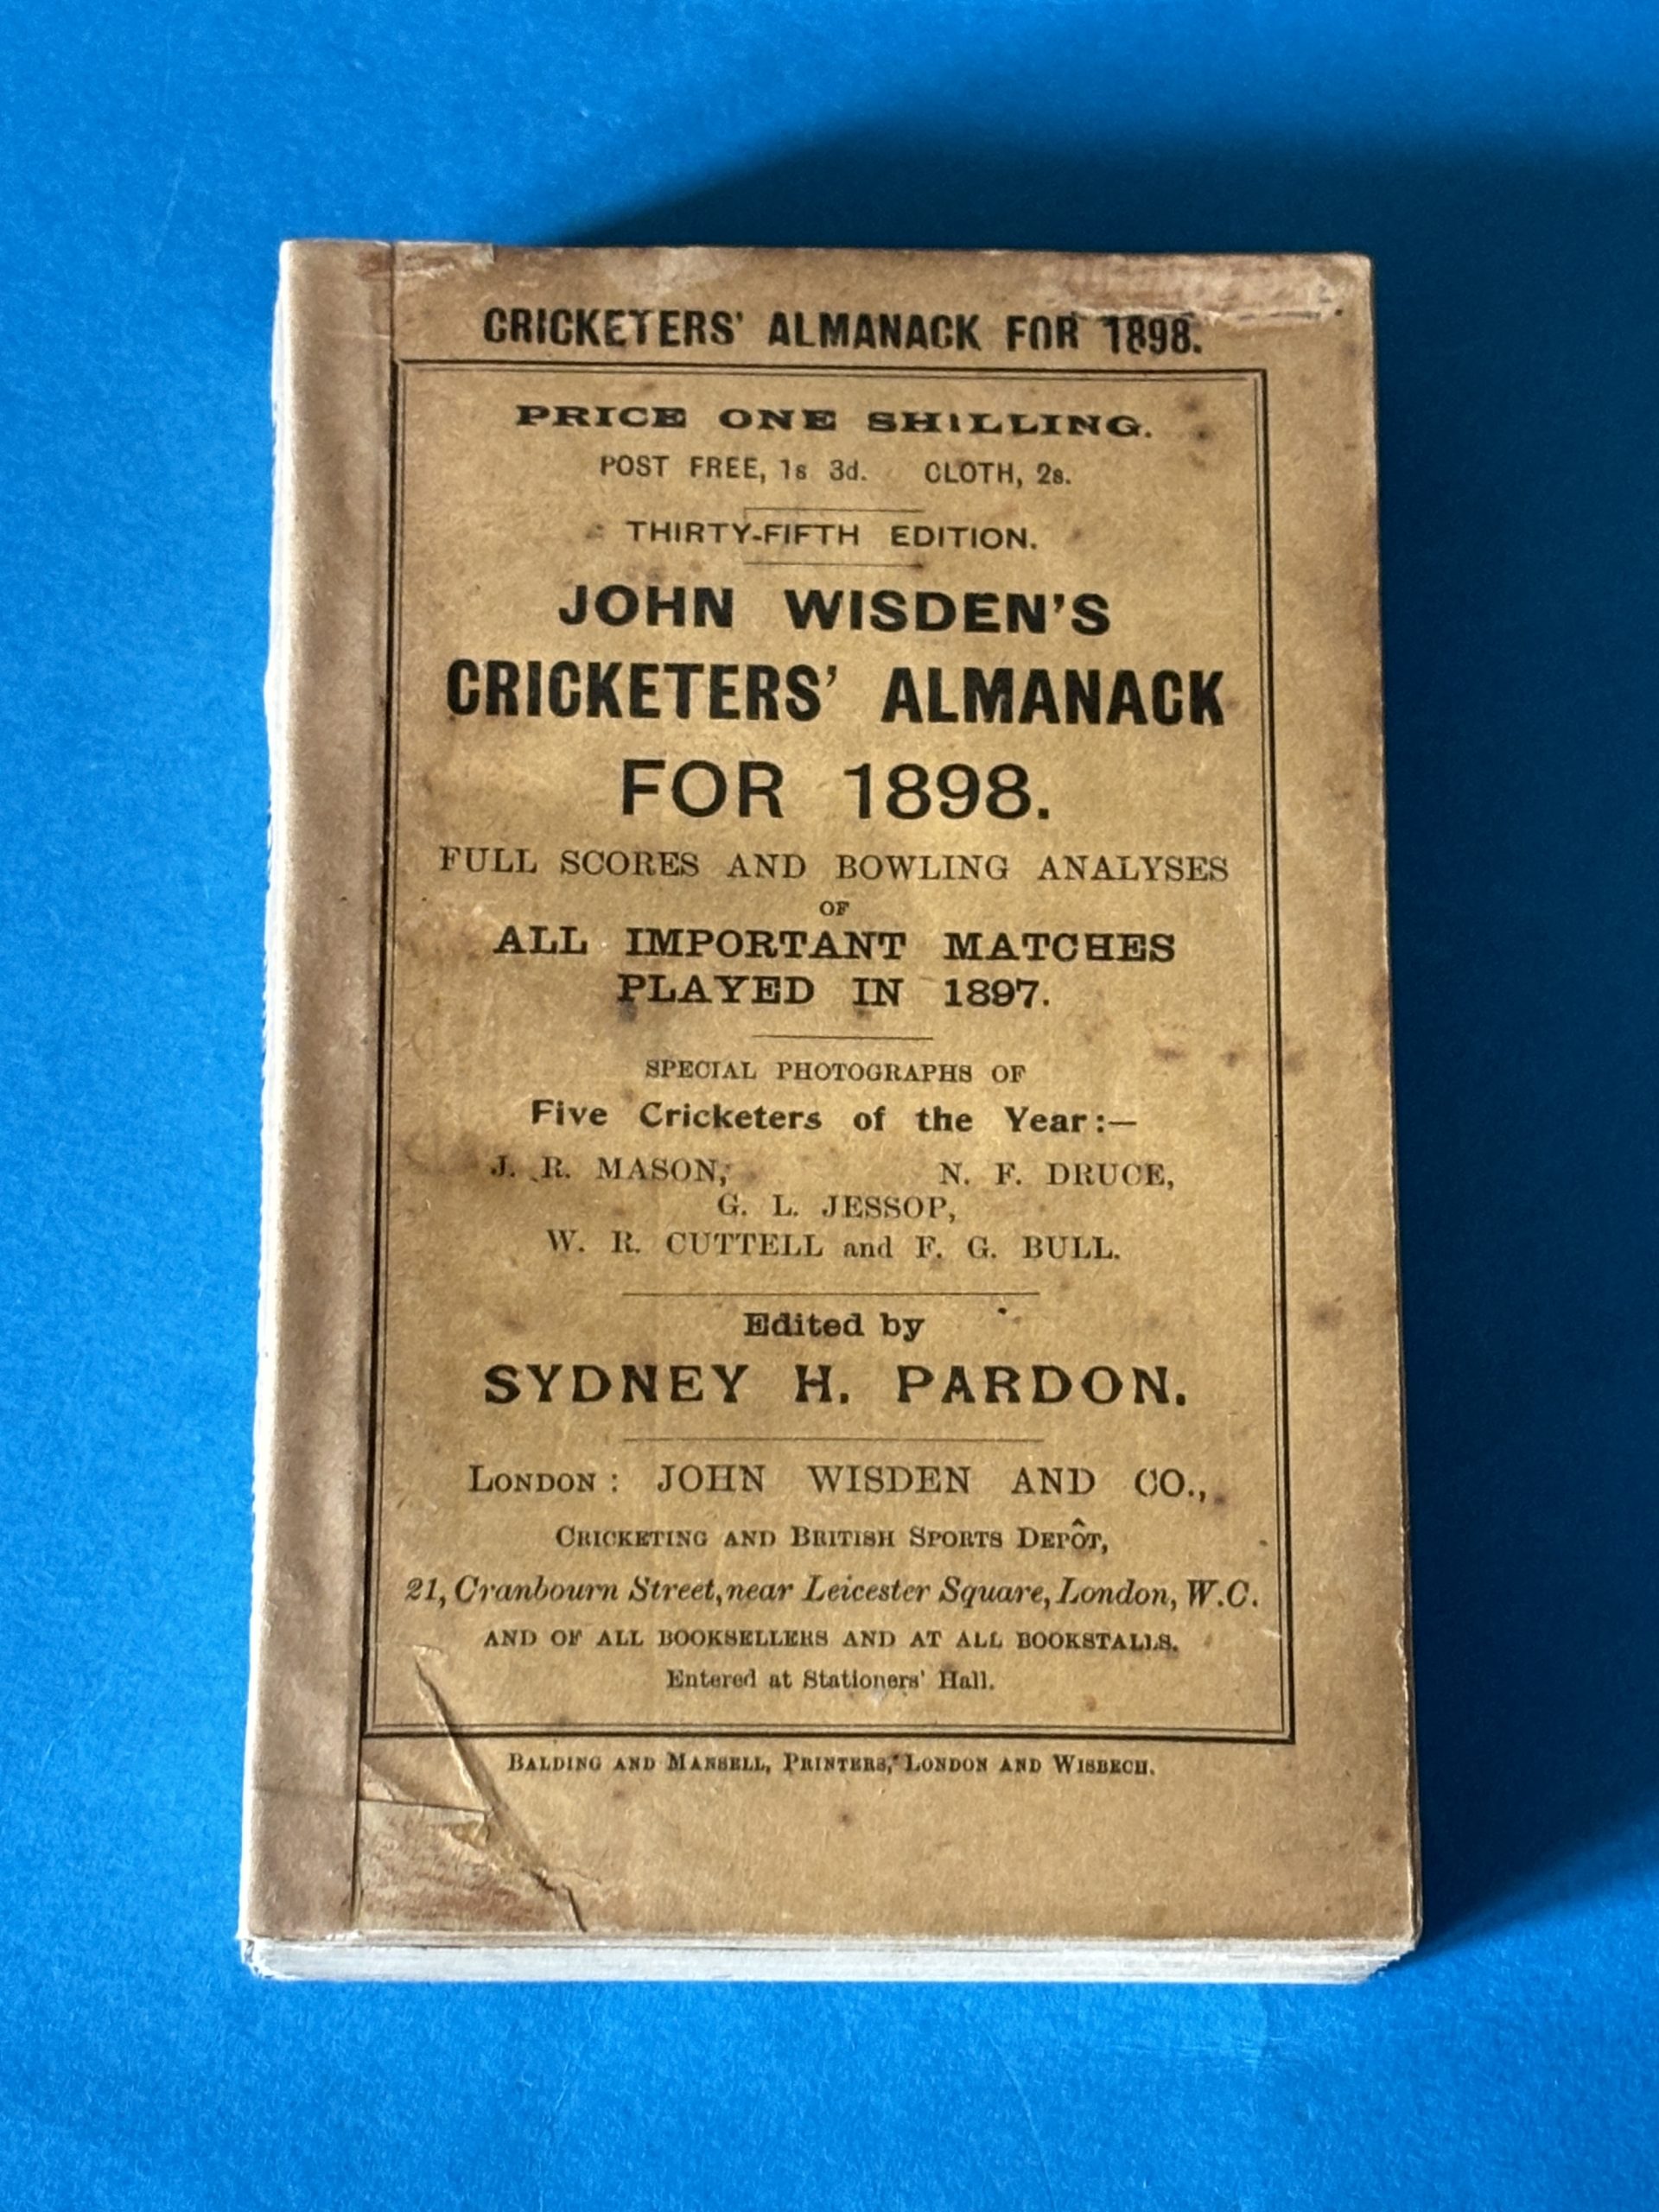 CRICKETERS' ALMANACK FOR 1898.
PRICE ONE SHILLING.
POST FREE, 1s 3d. CLOTH, 2s.
THIRTY-FIFTH EDITION.
JOHN WISDEN'S
CRICKETERS' ALMANACK
FOR 1898.
FULL SCORES AND BOWLING ANALYSES
OF
ALL IMPORTANT MATCHES
PLAYED IN 1897.
SPECIAL PHOTOGRAPHS OF
Five Cricketers of the Year:—
J. R. MASON, N. F. DRUCE,
G. L. JESSOP,
W. R. CUTTELL and F. G. BULL.
Edited by
SYDNEY H. PARDON.
LONDON: JOHN WISDEN AND CO.,
CRICKETING AND BRITISH SPORTS DEPÔT,
21, Cranbourn Street, near Leicester Square, London, W.C.
AND OF ALL BOOKSELLERS AND AT ALL BOOKSTALLS.
Entered at Stationers' Hall.
BALDING AND MANSELL, PRINTERS, LONDON AND WISBECH.